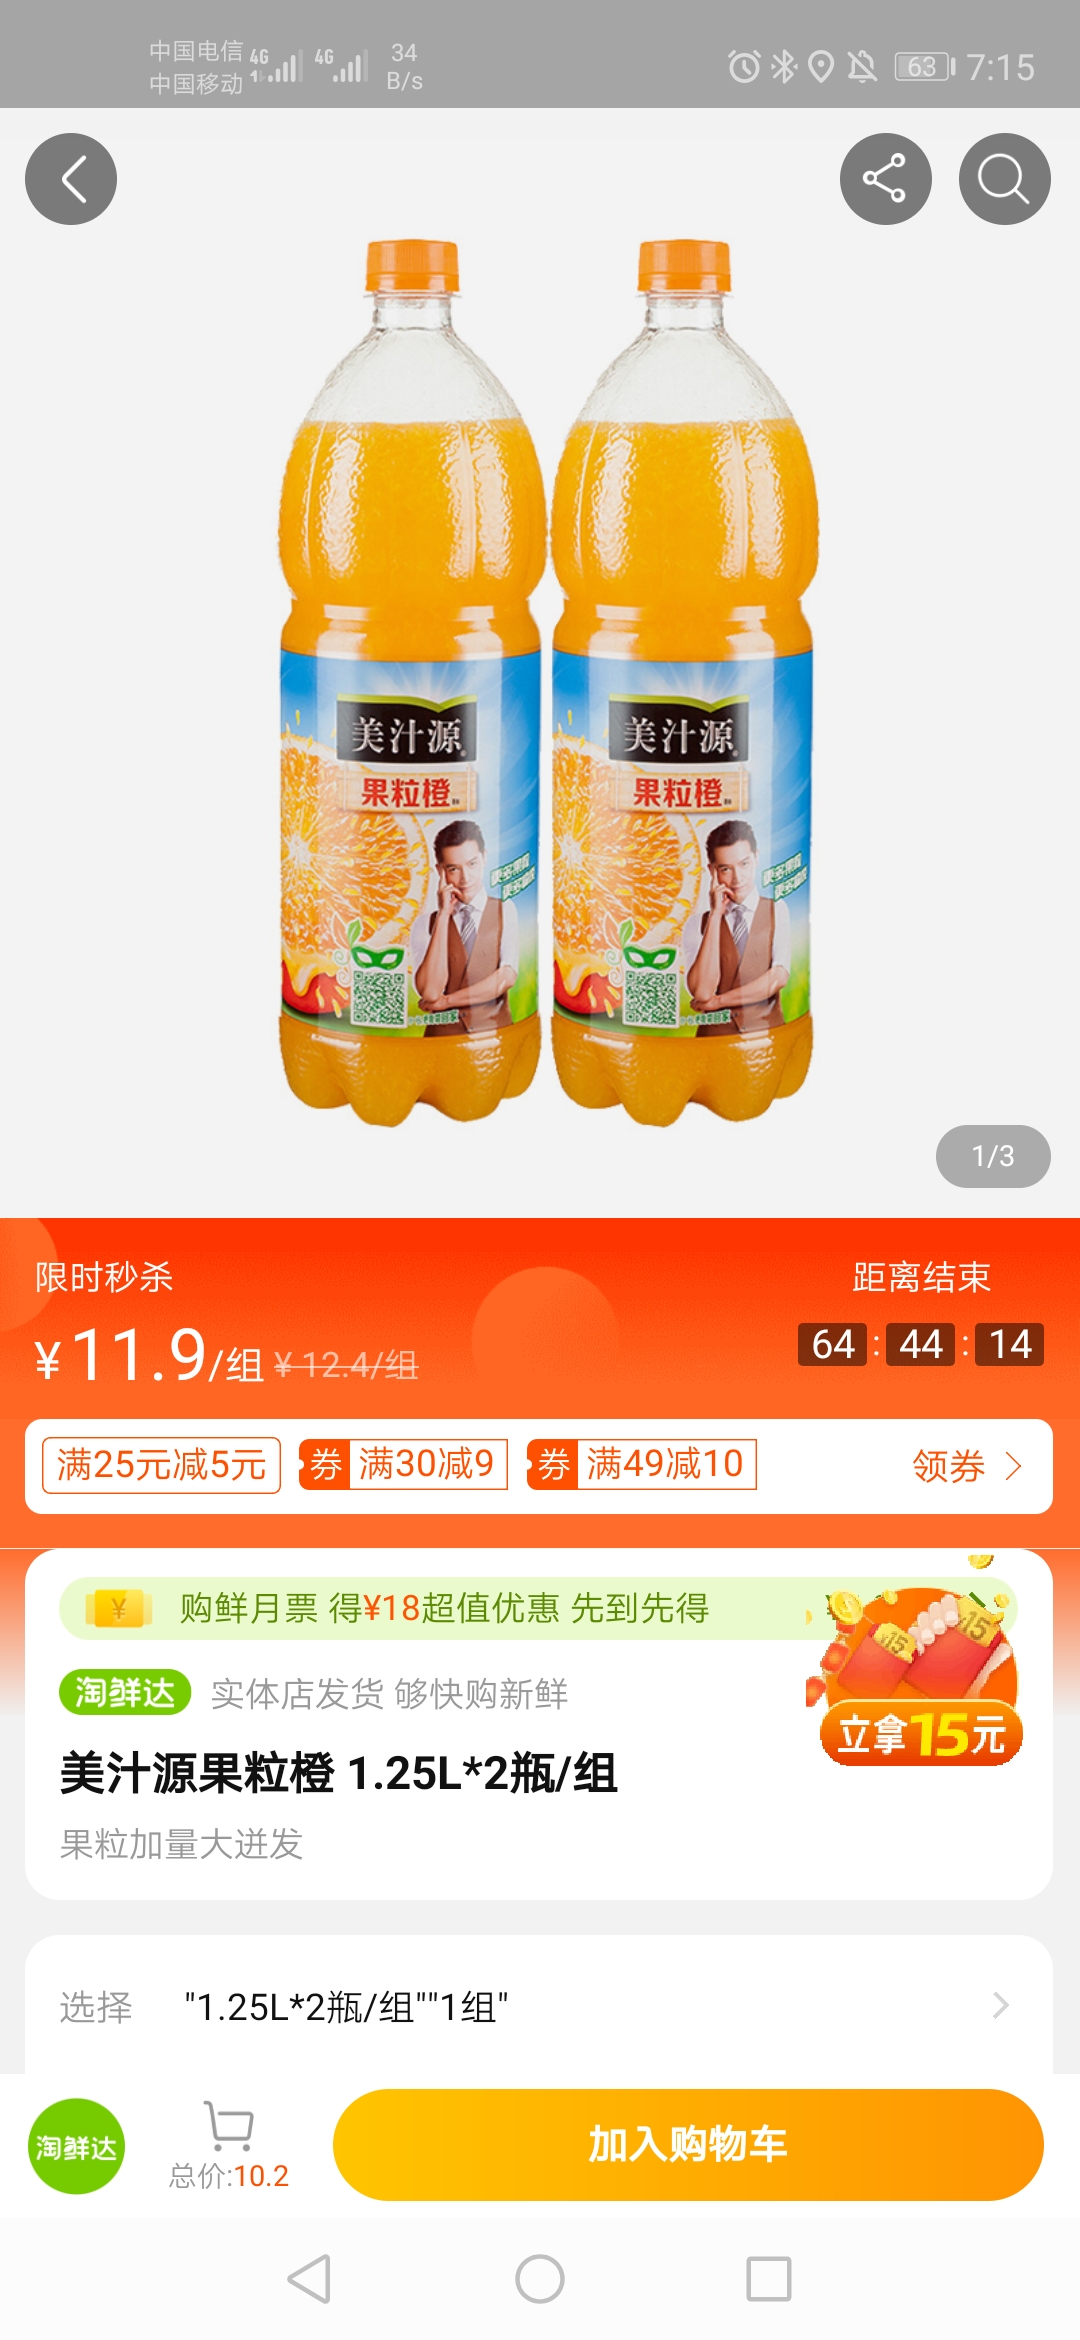 中国电信 4G 4G 34
中国移动 B/s
63 7:15
美汁源 美汁源
果粒橙 果粒橙
1/3
限时秒杀 距离结束
¥11.9/组 ¥12.4/组 64:44:14
满25元减5元 券 满30减9 券 满49减10 领券
¥ 购鲜月票 得¥18超值优惠 先到先得
15 15
淘鲜达 实体店发货 够快购新鲜
立拿15元
美汁源果粒橙 1.25L*2瓶/组
果粒加量大迸发
选择 "1.25L*2瓶/组""1组"
淘鲜达 总价:10.2 加入购物车